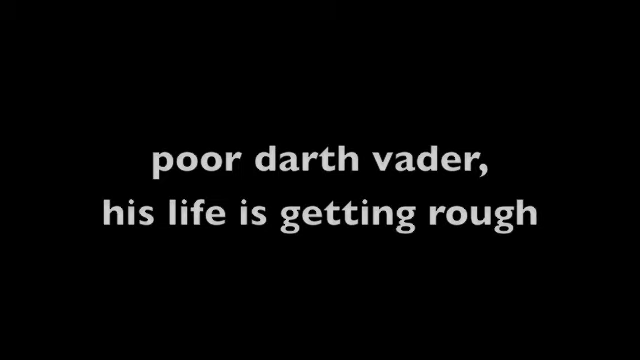 poor darth vader,
his life is getting rough